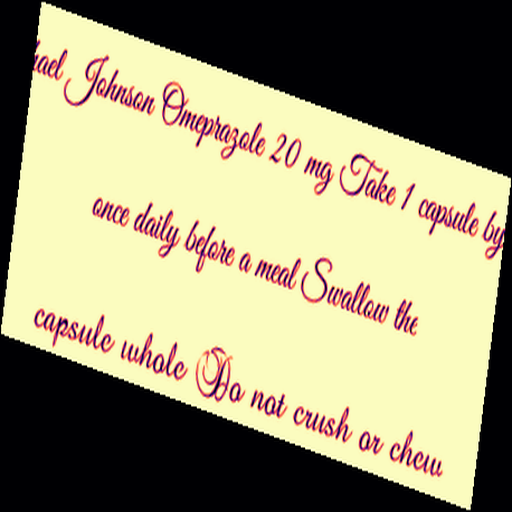 Johnson Omeprazole 20 mg Take 1 capsule by
once daily before a meal Swallow the
capsule whole Do not crush or chew